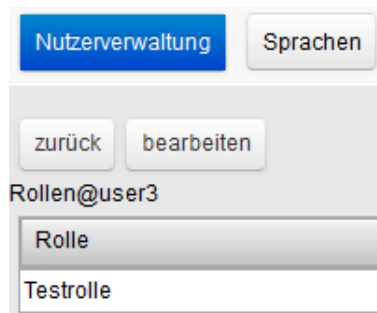 Nutzerverwaltung Sprachen
zurück bearbeiten
Rollen@user3
Rolle
Testrolle